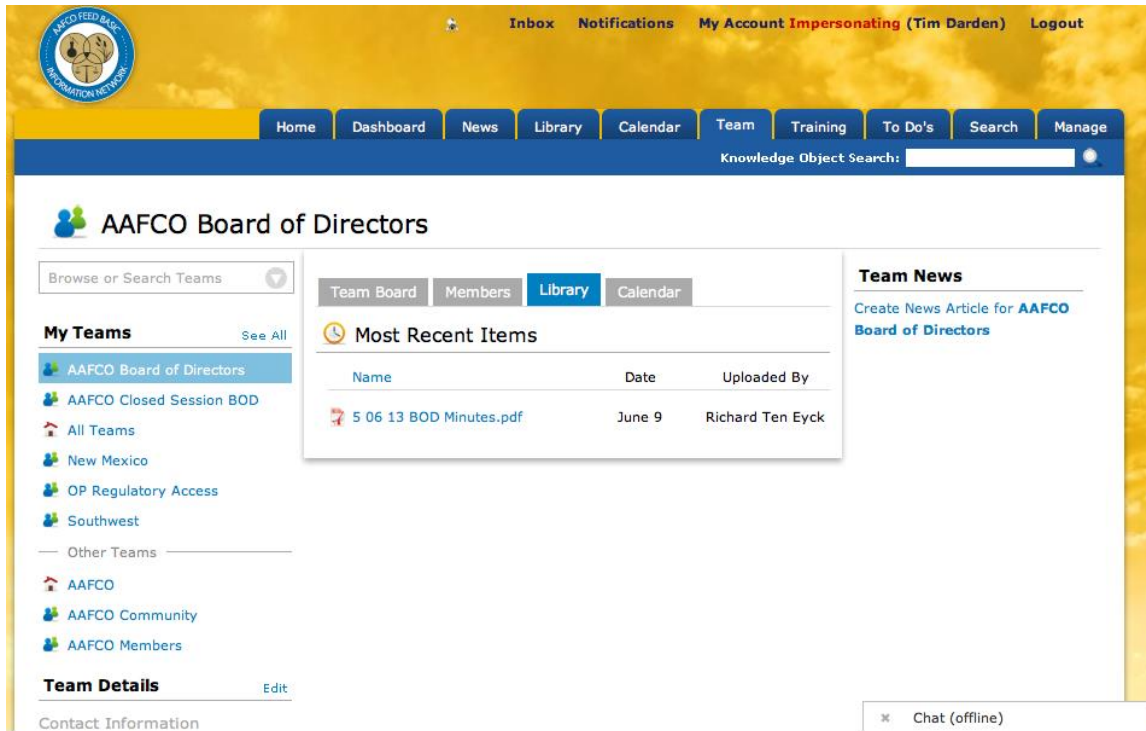 AAFCO FEED BASIC
INFORMATION NETWORK
Inbox Notifications My Account Impersonating (Tim Darden) Logout
Home Dashboard News Library Calendar Team Training To Do's Search Manage
Knowledge Object Search:
AAFCO Board of Directors
Browse or Search Teams
My Teams See All
AAFCO Board of Directors
AAFCO Closed Session BOD
All Teams
New Mexico
OP Regulatory Access
Southwest
Other Teams
AAFCO
AAFCO Community
AAFCO Members
Team Details Edit
Contact Information
Team Board Members Library Calendar
Most Recent Items
Name Date Uploaded By
5 06 13 BOD Minutes.pdf June 9 Richard Ten Eyck
Team News
Create News Article for AAFCO
Board of Directors
Chat (offline)